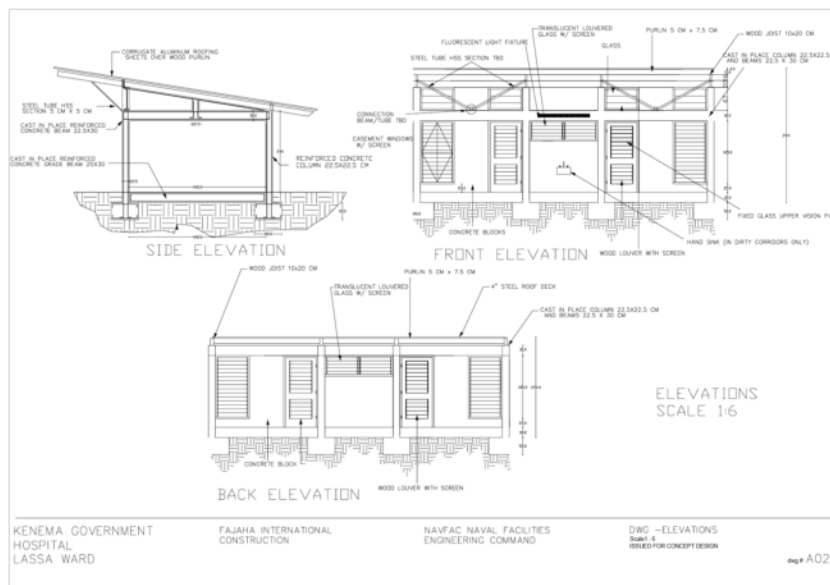 CORRUGATE ALUMINUM ROOFING
SHEETS OVER WOOD PURLIN
STEEL TUBE HSS
SECTION 5 CM X 5 CM
CAST IN PLACE REINFORCED
CONCRETE BEAM 22.5X30
CAST IN PLACE REINFORCED
CONCRETE GRADE BEAM 25X30
REINFORCED CONCRETE
COLUMN 22.5X22.5 CM
SIDE ELEVATION
TRANSLUCENT LOUVERED
GLASS W/ SCREEN
FLUORESCENT LIGHT FIXTURE
STEEL TUBE HSS SECTION TBD
PURLIN 5 CM x 7.5 CM
GLASS
WOOD JOIST 10x20 CM
CAST IN PLACE COLUMN 22.5X22.5
AND BEAMS 22.5 X 30 CM
CONNECTION
BEAM/TUBE TBD
CASEMENT WINDOWS
W/ SCREEN
FIXED GLASS UPPER VISION
HAND SINK (IN DIRTY CORRIDORS ONLY)
WOOD LOUVER WITH SCREEN
CONCRETE BLOCKS
FRONT ELEVATION
WOOD JOIST 10x20 CM
PURLIN 5 CM x 7.5 CM
TRANSLUCENT LOUVERED
GLASS W/ SCREEN
4" STEEL ROOF DECK
CAST IN PLACE COLUMN 22.5X22.5 CM
AND BEAMS 22.5 X 30 CM
CONCRETE BLOCK
WOOD LOUVER WITH SCREEN
BACK ELEVATION
ELEVATIONS
SCALE 1:6
KENEMA GOVERNMENT
HOSPITAL
LASSA WARD
FAJAHA INTERNATIONAL
CONSTRUCTION
NAVFAC NAVAL FACILITIES
ENGINEERING COMMAND
DWG -ELEVATIONS
Scale1 : 6
ISSUED FOR CONCEPT DESIGN
dwg# A02